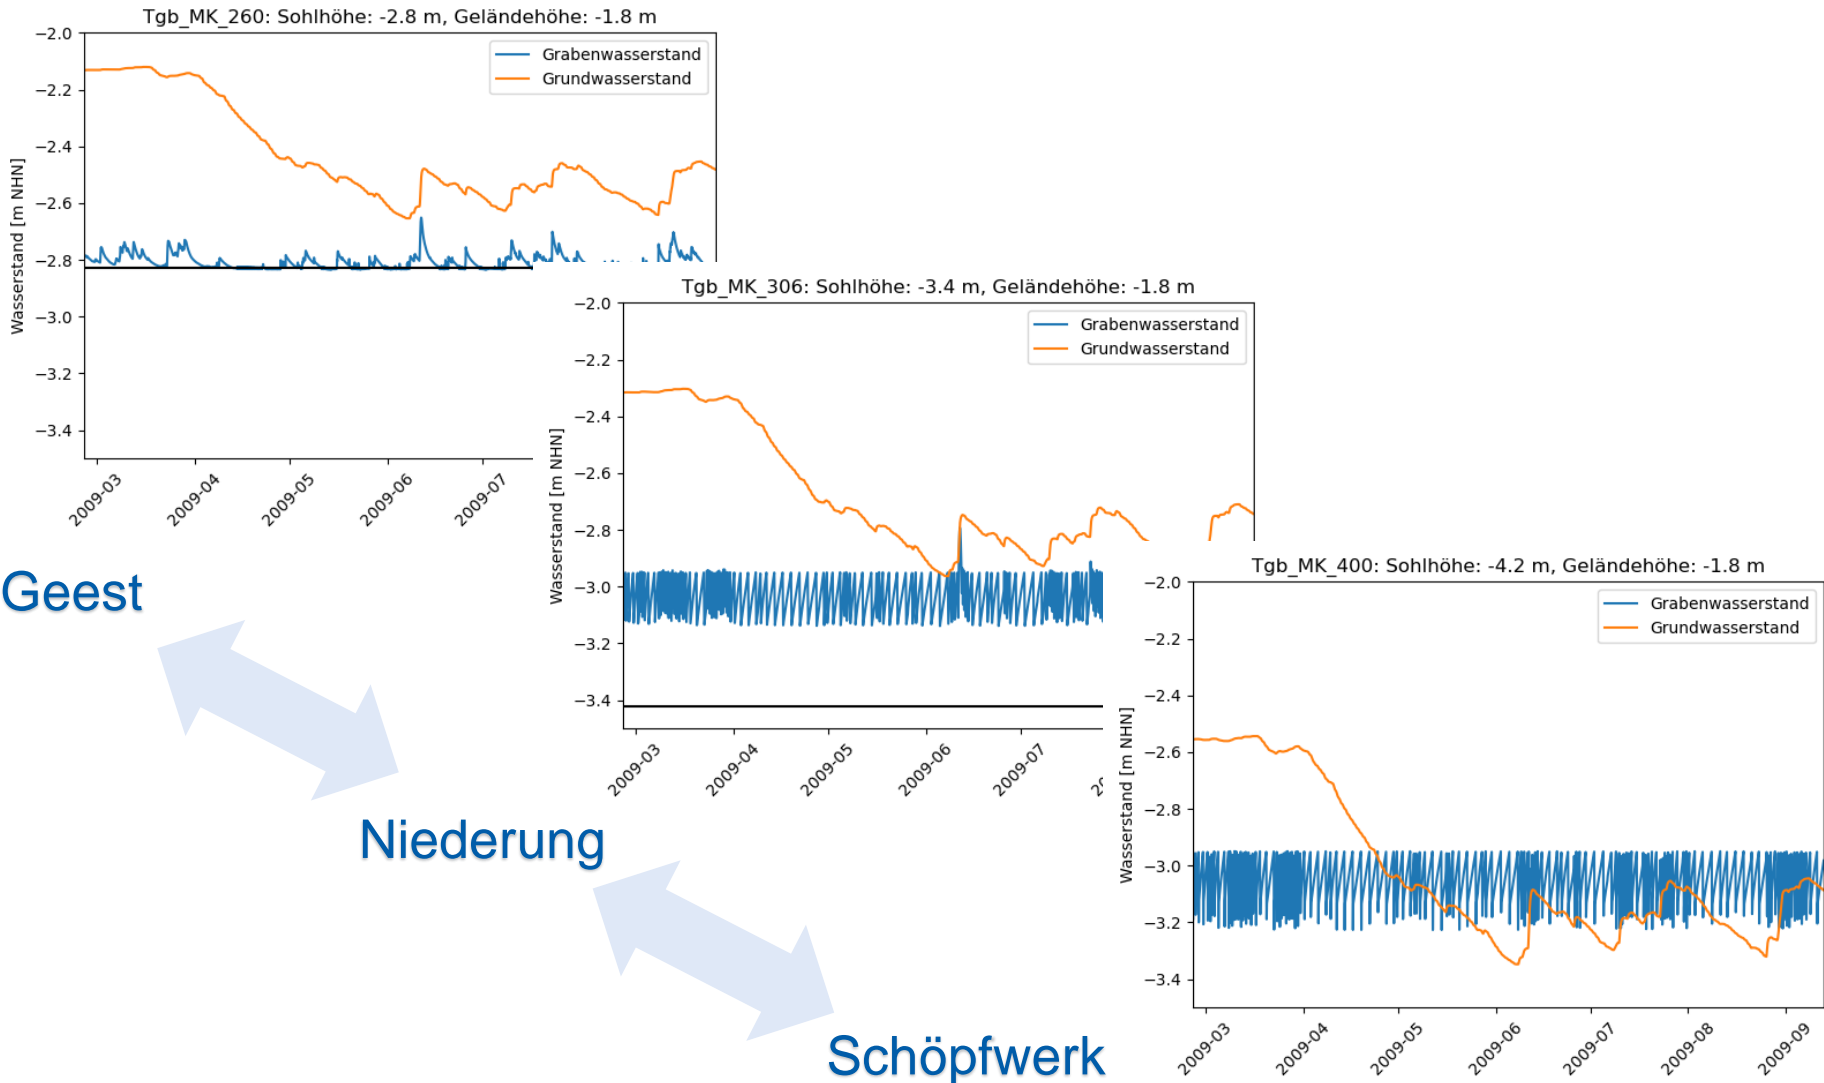 Tgb_MK_260: Sohlhöhe: -2.8 m, Geländehöhe: -1.8 m
Wasserstand [m NHN]
−2.0
−2.2
−2.4
−2.6
−2.8
−3.0
−3.2
−3.4
Grabenwasserstand
Grundwasserstand
2009-03
2009-04
2009-05
2009-06
2009-07
Tgb_MK_306: Sohlhöhe: -3.4 m, Geländehöhe: -1.8 m
Wasserstand [m NHN]
−2.0
−2.2
−2.4
−2.6
−2.8
−3.0
−3.2
−3.4
Grabenwasserstand
Grundwasserstand
2009-03
2009-04
2009-05
2009-06
2009-07
Tgb_MK_400: Sohlhöhe: -4.2 m, Geländehöhe: -1.8 m
Wasserstand [m NHN]
−2.0
−2.2
−2.4
−2.6
−2.8
−3.0
−3.2
−3.4
Grabenwasserstand
Grundwasserstand
2009-03
2009-04
2009-05
2009-06
2009-07
2009-08
2009-09
Geest
Niederung
Schöpfwerk